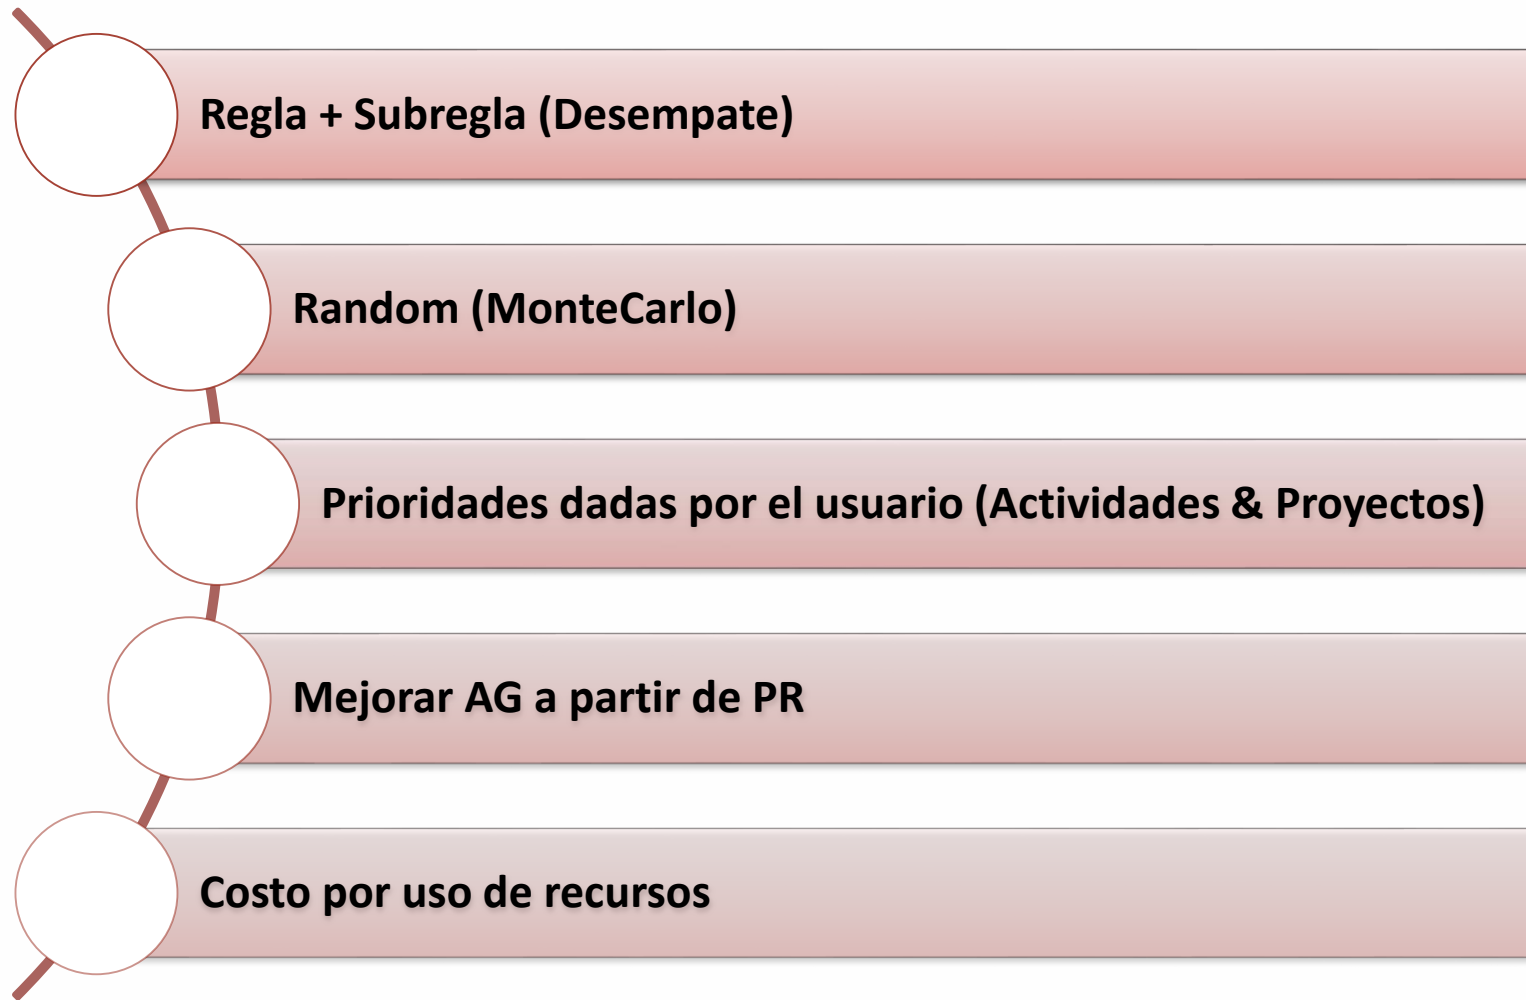 Regla + Subregla (Desempate)
Random (MonteCarlo)
Prioridades dadas por el usuario (Actividades & Proyectos)
Mejorar AG a partir de PR
Costo por uso de recursos